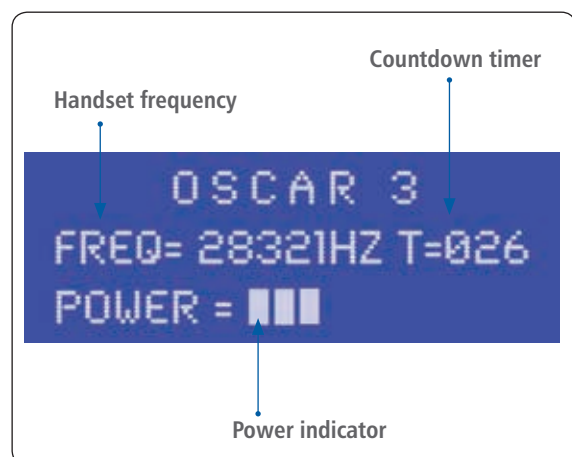 Countdown timer
Handset frequency
OSCAR 3
FREQ= 28321HZ T=026
POWER =
Power indicator